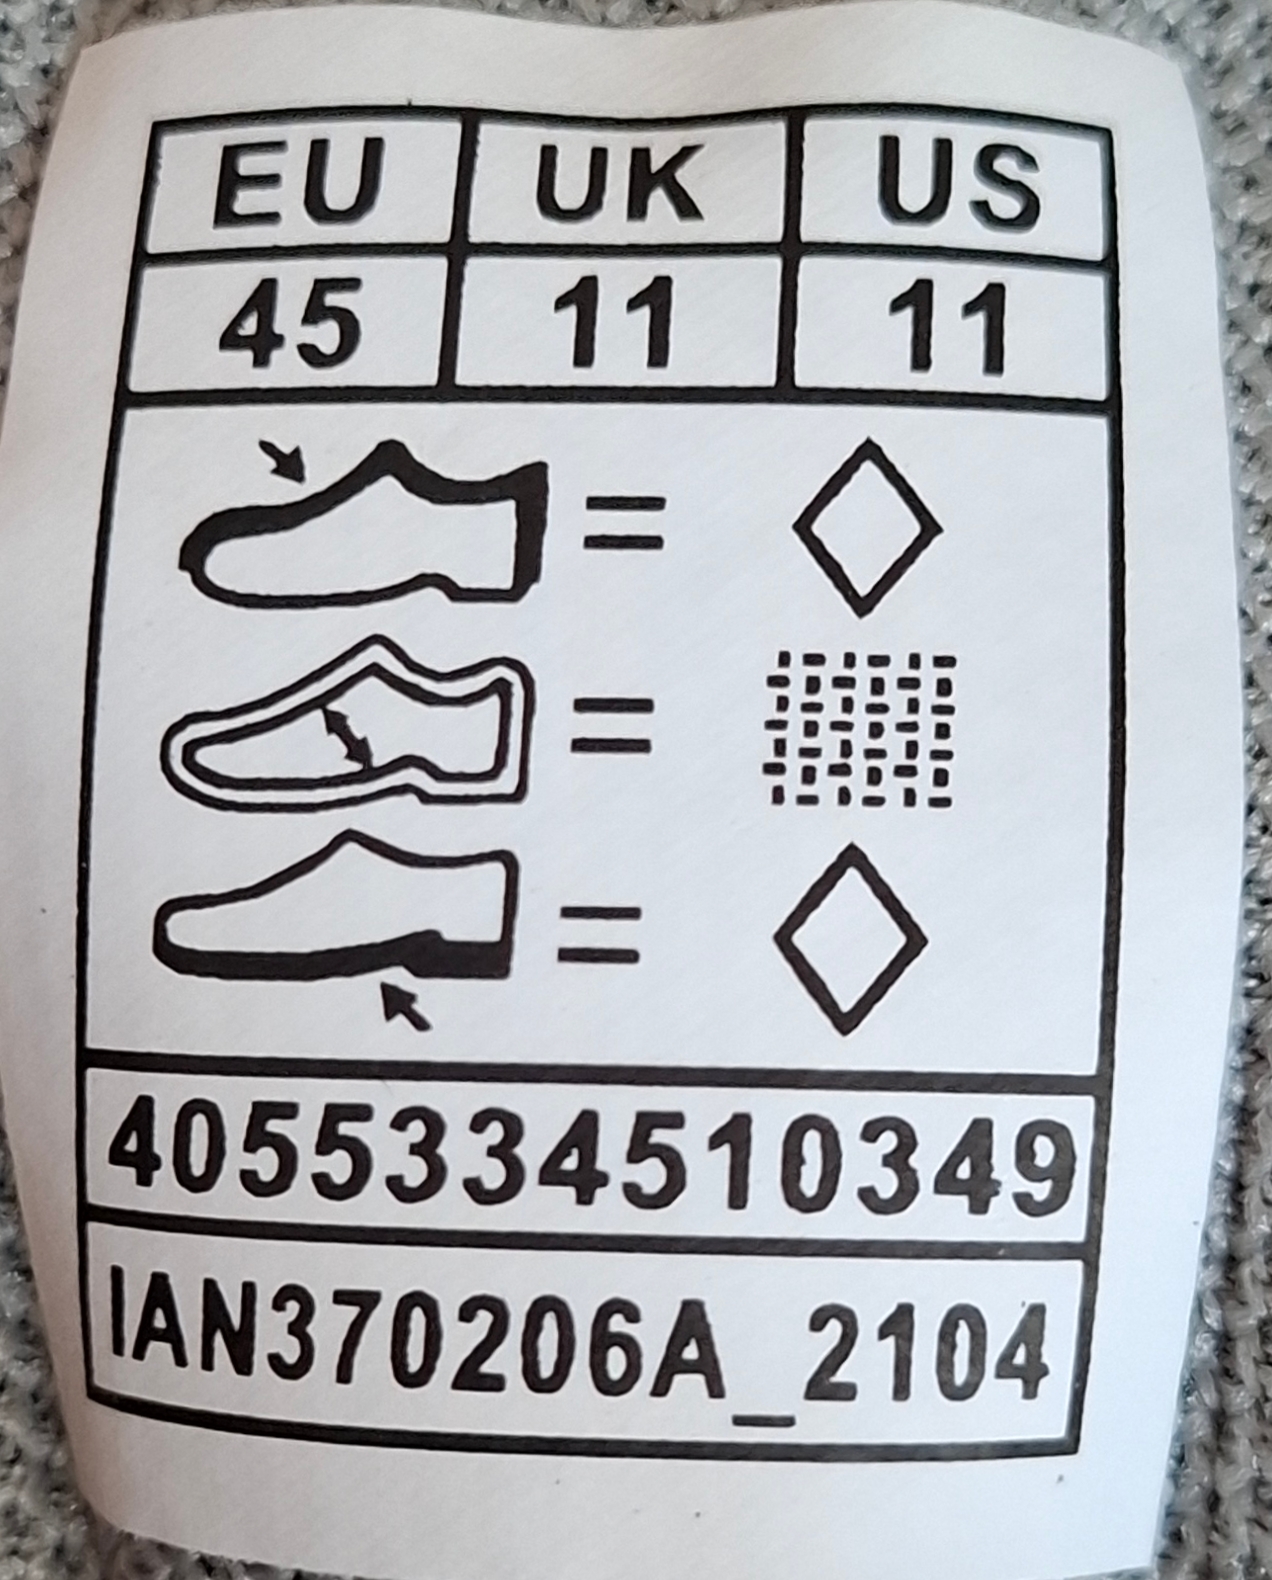 EU UK US
45 11 11
4055334510349
IAN370206A_2104